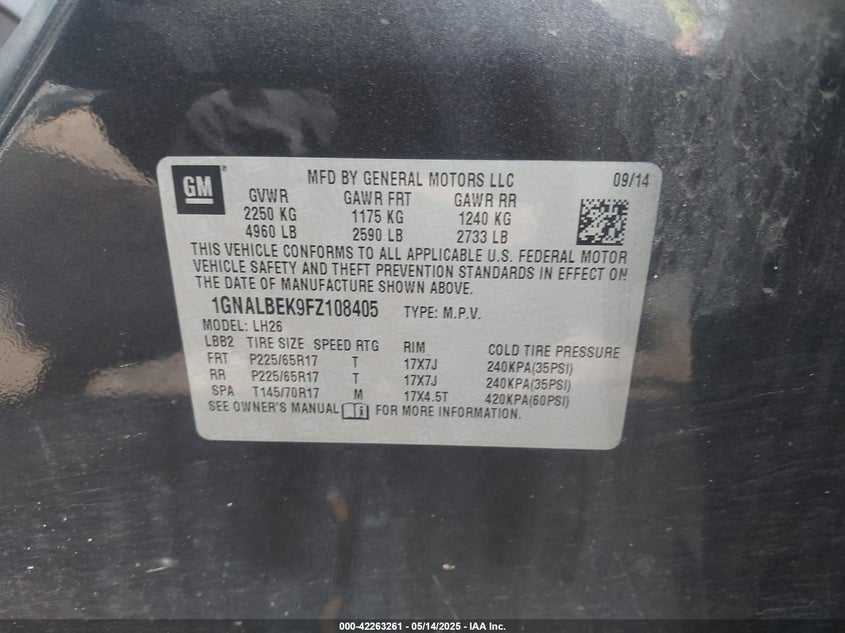 GM
MFD BY GENERAL MOTORS LLC 09/14
GVWR GAWR FRT GAWR RR
2250 KG 1175 KG 1240 KG
4960 LB 2590 LB 2733 LB
THIS VEHICLE CONFORMS TO ALL APPLICABLE U.S. FEDERAL MOTOR
VEHICLE SAFETY AND THEFT PREVENTION STANDARDS IN EFFECT ON
THE DATE OF MANUFACTURE SHOWN ABOVE.
1GNALBEK9FZ108405 TYPE: M.P.V.
MODEL: LH26
LBB2 TIRE SIZE SPEED RTG RIM COLD TIRE PRESSURE
FRT P225/65R17 T 17X7J 240KPA(35PSI)
RR P225/65R17 T 17X7J 240KPA(35PSI)
SPA T145/70R17 M 17X4.5T 420KPA(60PSI)
SEE OWNER'S MANUAL FOR MORE INFORMATION.
000-42263261 - 05/14/2025 - IAA Inc.